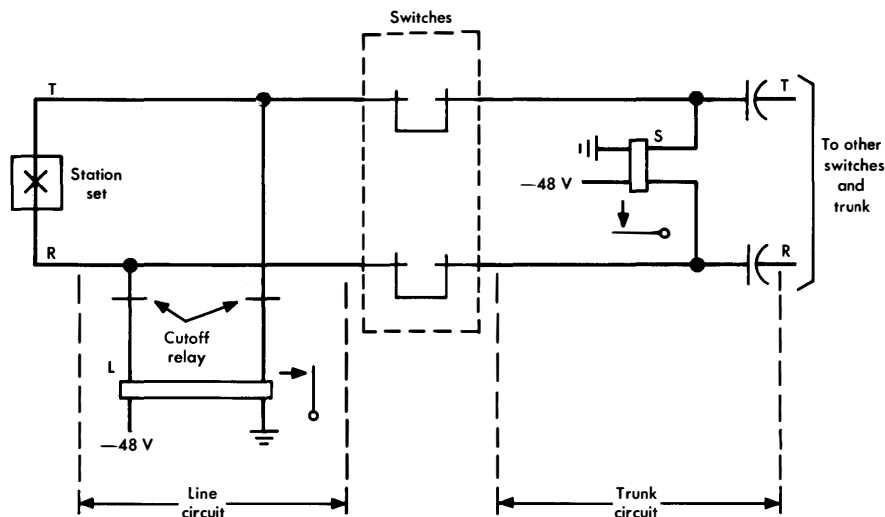 Switches
T
T
S
Station
set
—48 V
To other
switches
and
trunk
R
R
Cutoff
relay
L
—48 V
Line
circuit
Trunk
circuit